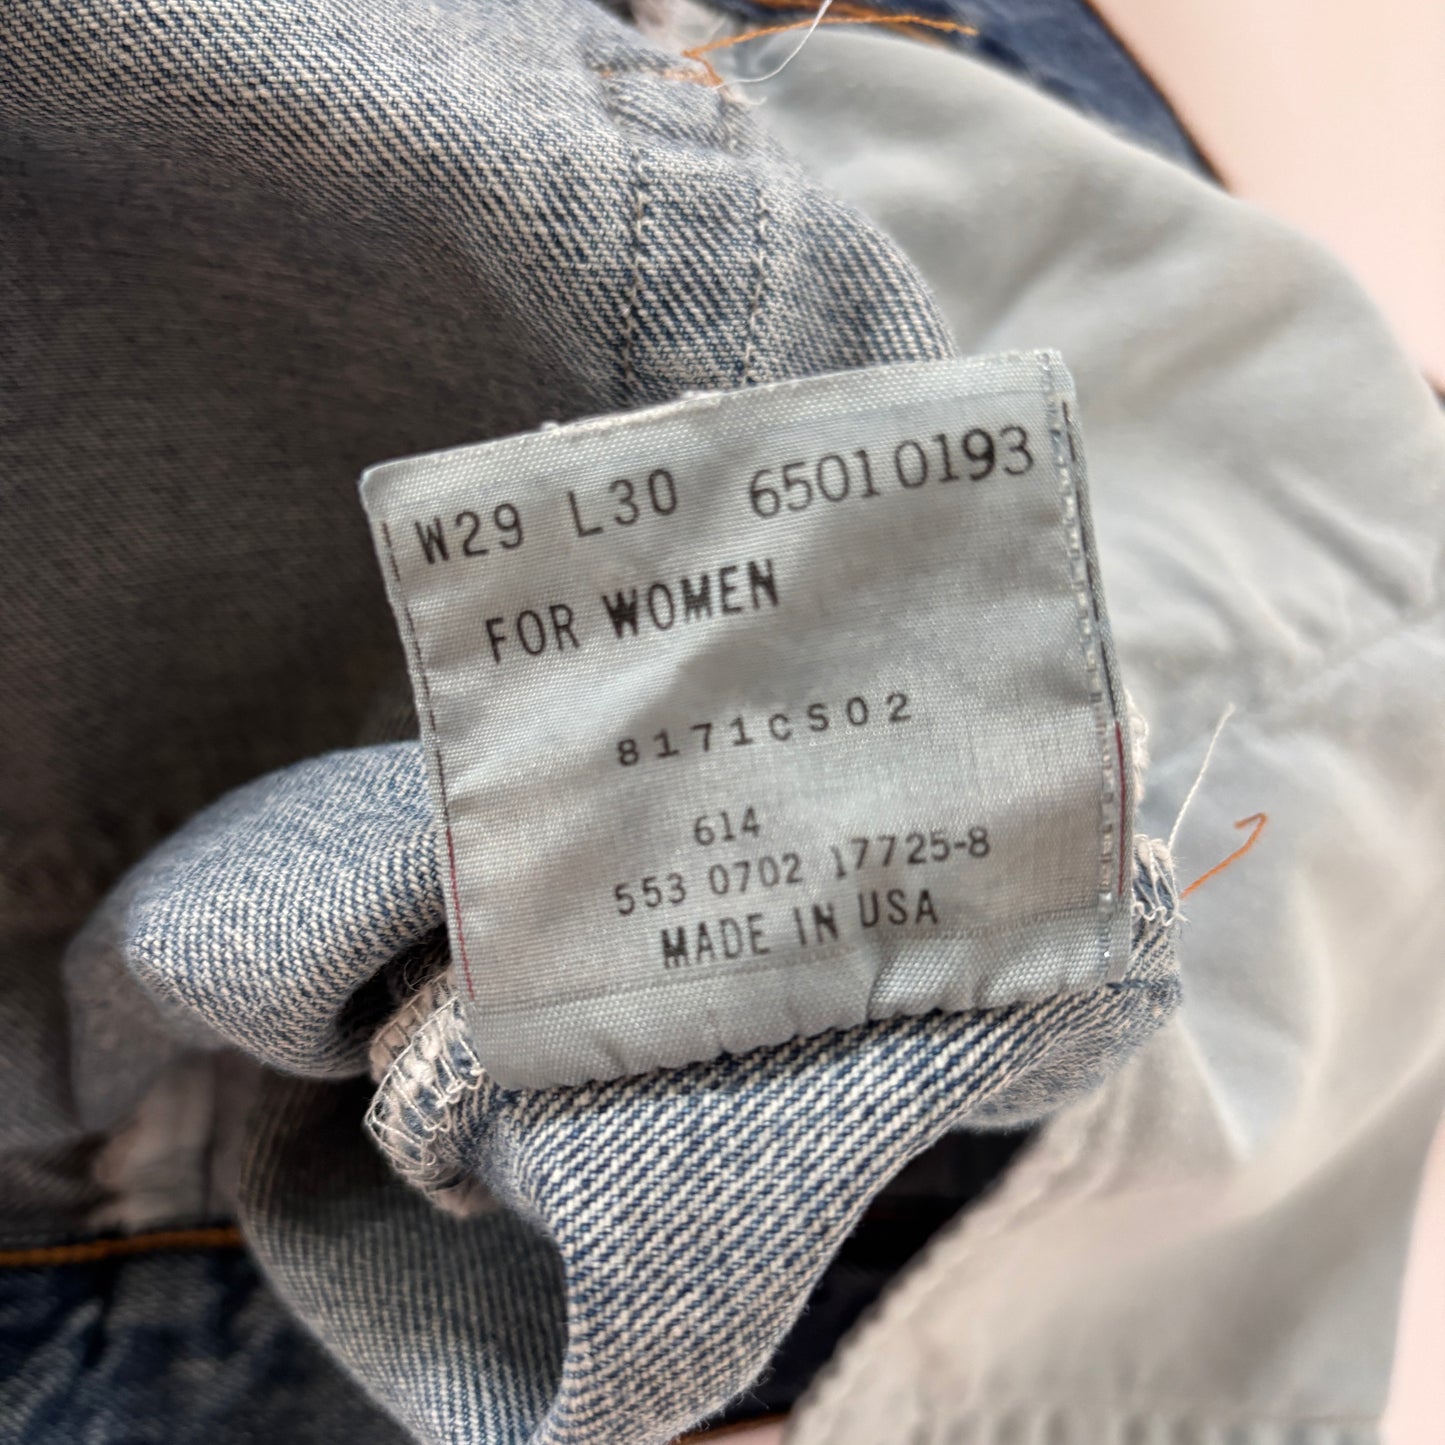 W29 L30 65010193
FOR WOMEN
8171CS02
614
553 0702 17725-8
MADE IN USA